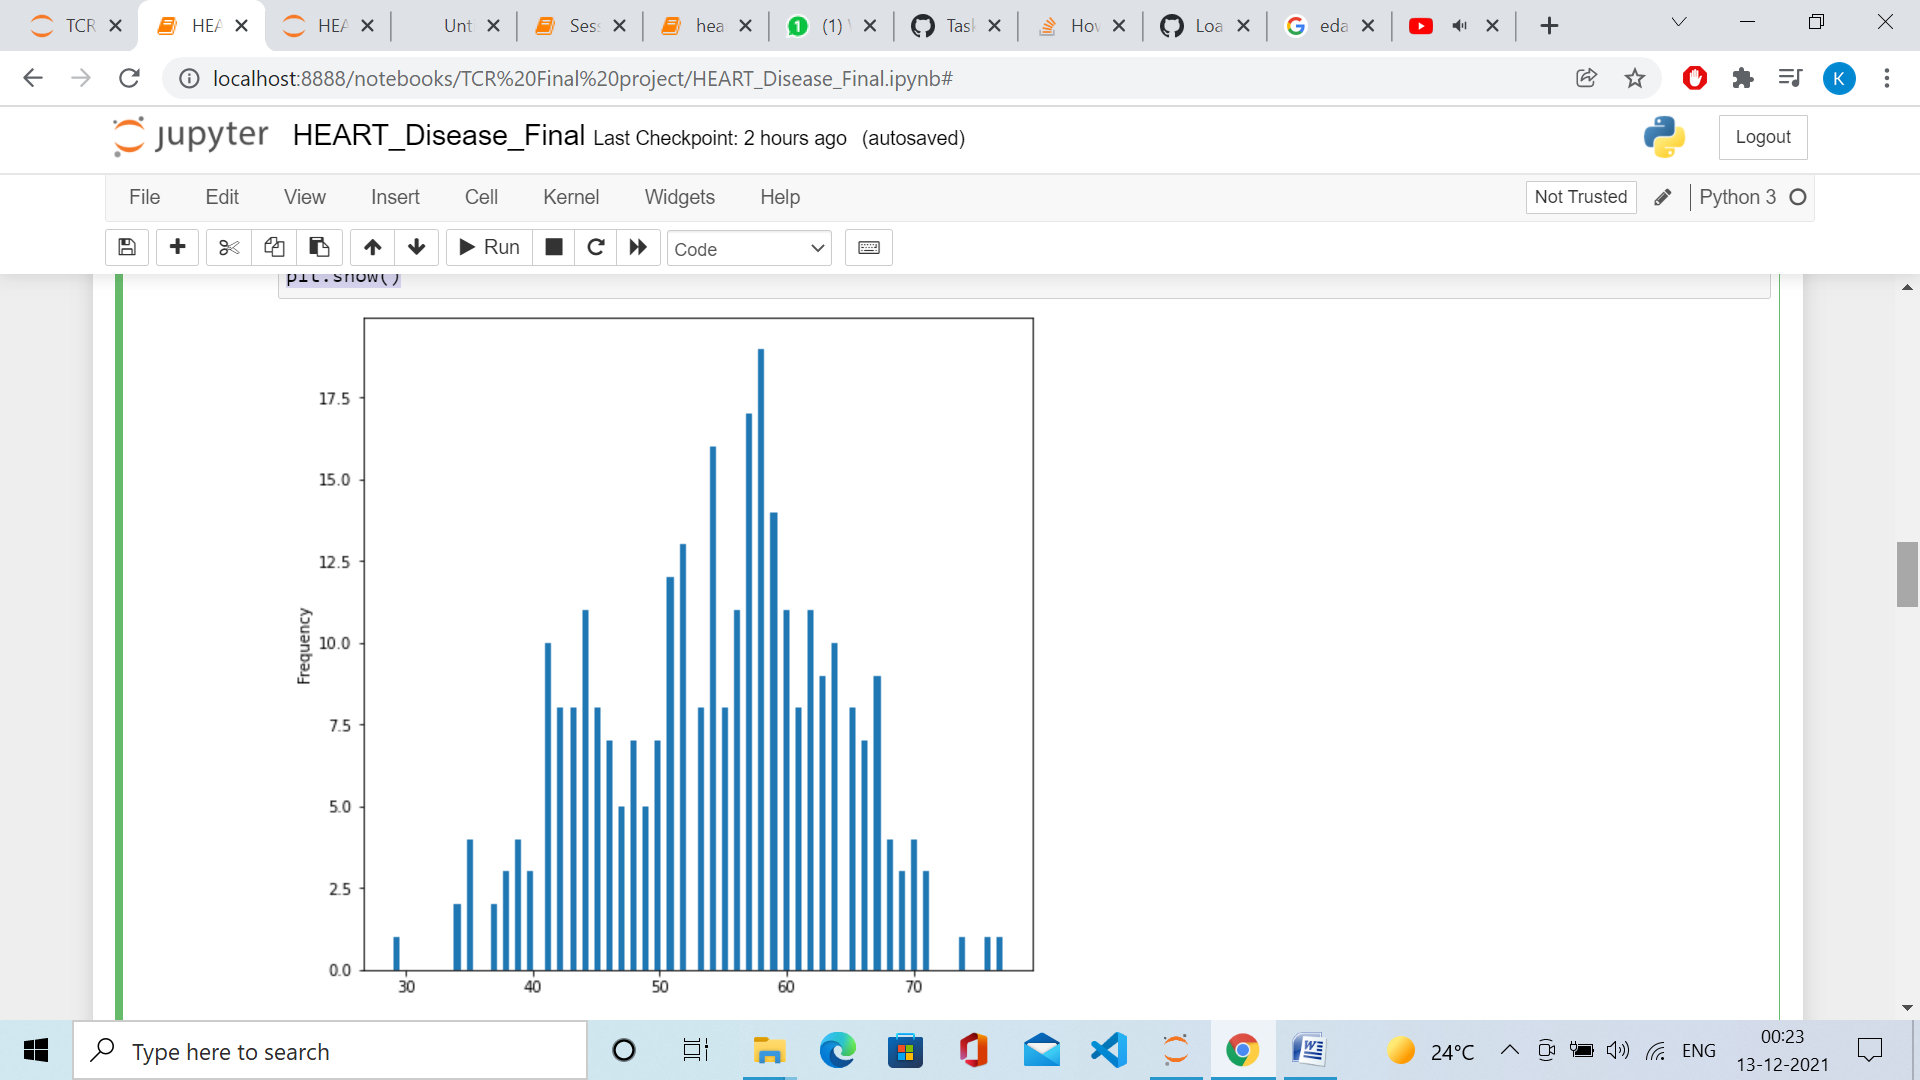 TCR
HEA
HEA
Unt
Ses
hea
(1)
Tas
How
Loa
eda
localhost:8888/notebooks/TCR%20Final%20project/HEART_Disease_Final.ipynb#
K
jupyter HEART_Disease_Final Last Checkpoint: 2 hours ago (autosaved)
Logout
File Edit View Insert Cell Kernel Widgets Help
Not Trusted
Python 3
Run
Code
plt.show()
17.5
15.0
12.5
10.0
7.5
5.0
2.5
0.0
Frequency
30 40 50 60 70
Type here to search
24°C
ENG
00:23
13-12-2021